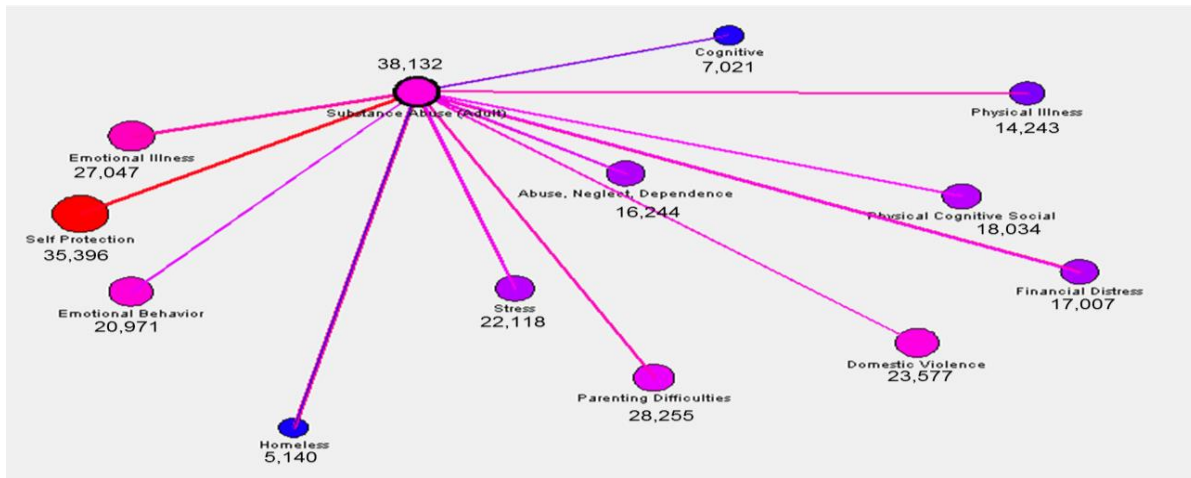 38,132
Substance Abuse (Adult)
Cognitive
7,021
Physical Illness
14,243
Emotional Illness
27,047
Abuse, Neglect, Dependence
16,244
Physical Cognitive Social
18,034
Self Protection
35,396
Financial Distress
17,007
Emotional Behavior
20,971
Stress
22,118
Domestic Violence
23,577
Parenting Difficulties
28,255
Homeless
5,140